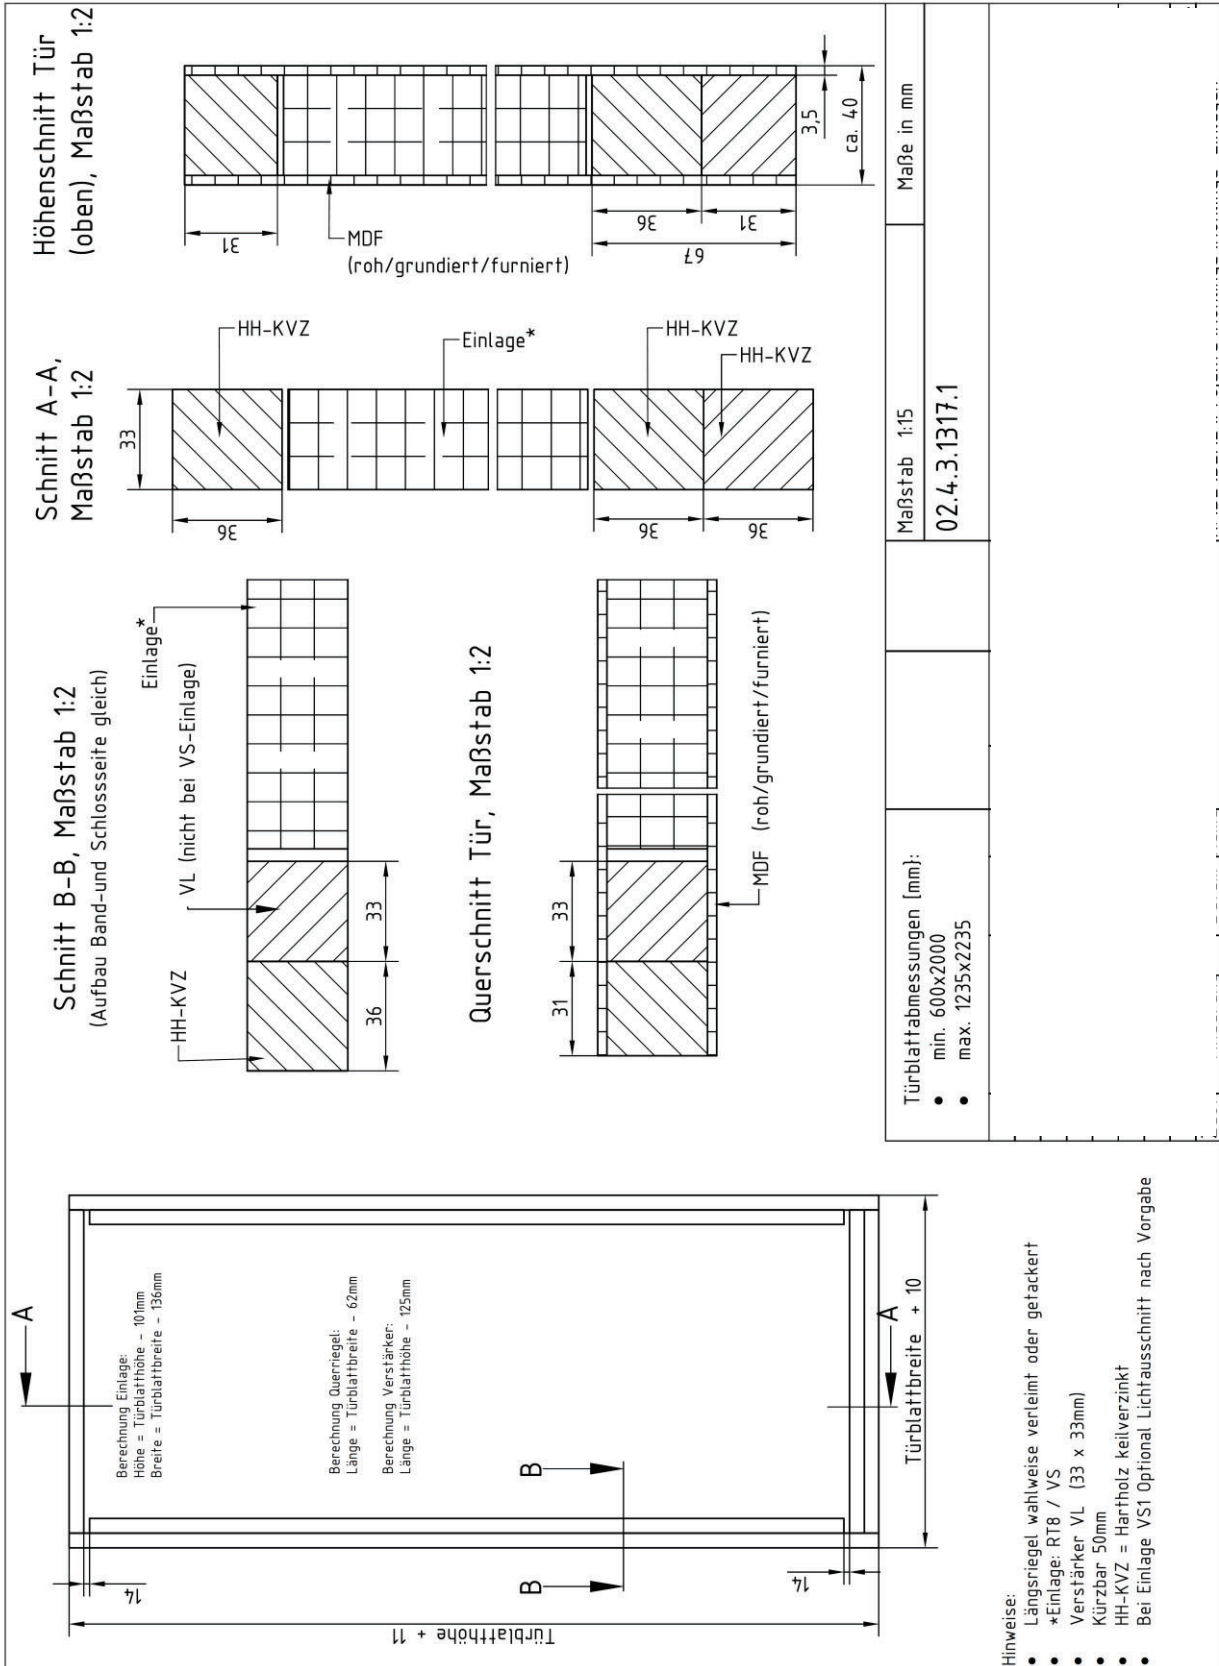 Höhenschnitt Tür
(oben), Maßstab 1:2
31
MDF
(roh/grundiert/furniert)
36
31
67
3,5
ca. 40
Schnitt A-A,
Maßstab 1:2
33
36
HH-KVZ
Einlage*
HH-KVZ
HH-KVZ
36
36
Schnitt B-B, Maßstab 1:2
(Aufbau Band-und Schlossseite gleich)
Einlage*
VL (nicht bei VS-Einlage)
HH-KVZ
36
33
Querschnitt Tür, Maßstab 1:2
31
33
MDF (roh/grundiert/furniert)
A
A
B
B
14
14
Berechnung Einlage:
Höhe = Türblatthöhe - 101mm
Breite = Türblattbreite - 136mm
Berechnung Querriegel:
Länge = Türblattbreite - 62mm
Berechnung Verstärker:
Länge = Türblatthöhe - 125mm
Türblatthöhe + 11
Türblattbreite + 10
Hinweise:
• Längsriegel wahlweise verleimt oder getackert
• *Einlage: RT8 / VS
• Verstärker VL (33 x 33mm)
• Kürzbar 50mm
• HH-KVZ = Hartholz keilverzinkt
• Bei Einlage VS1 Optional Lichtausschnitt nach Vorgabe
Türblattabmessungen [mm]:
• min. 600x2000
• max. 1235x2235
Maßstab 1:15
Maße in mm
02.4.3.1317.1